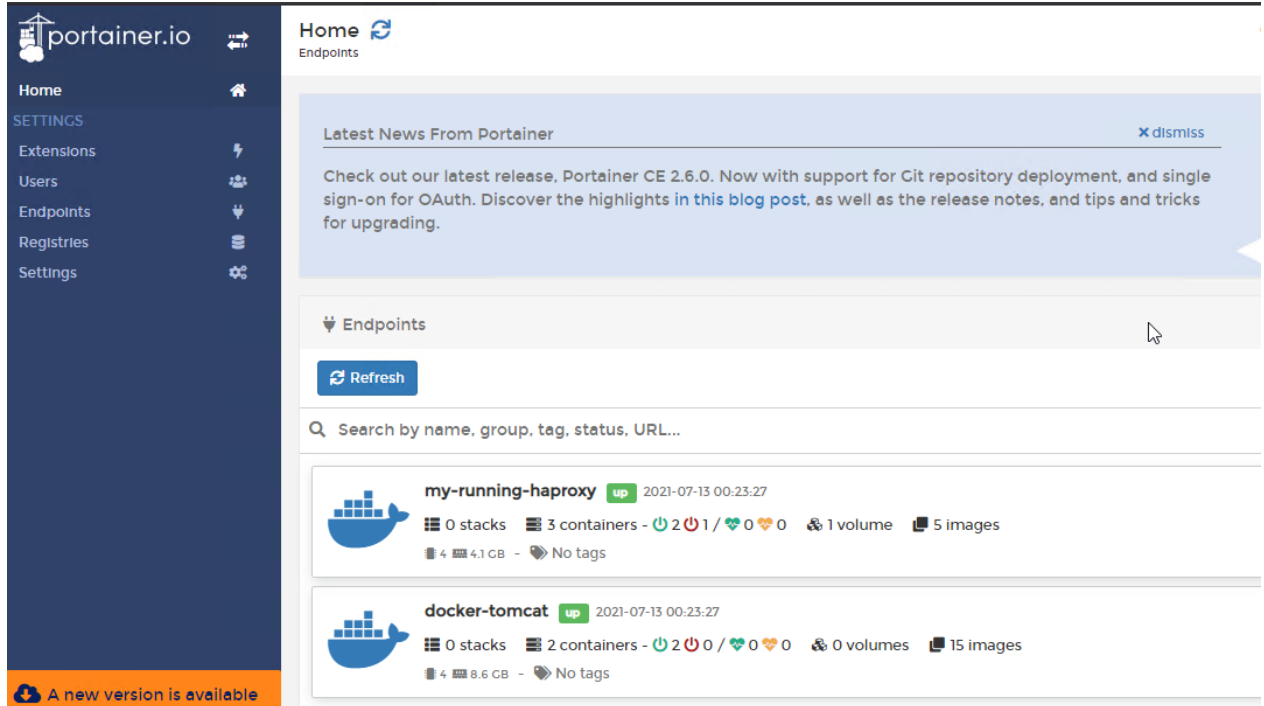 portainer.io
Home
SETTINGS
Extensions
Users
Endpoints
Registries
Settings
A new version is available
Home
Endpoints
Latest News From Portainer
dismiss
Check out our latest release, Portainer CE 2.6.0. Now with support for Git repository deployment, and single
sign-on for OAuth. Discover the highlights in this blog post, as well as the release notes, and tips and tricks
for upgrading.
Endpoints
Refresh
Search by name, group, tag, status, URL...
my-running-haproxy up 2021-07-13 00:23:27
0 stacks 3 containers - 2 1 / 0 0 1 volume 5 images
4 4.1 GB - No tags
docker-tomcat up 2021-07-13 00:23:27
0 stacks 2 containers - 2 0 / 0 0 0 volumes 15 images
4 8.6 GB - No tags